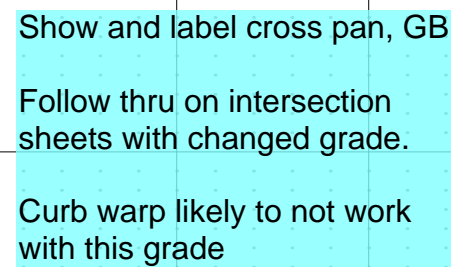 Show and label cross pan, GB
Follow thru on intersection
sheets with changed grade.
Curb warp likely to not work
with this grade